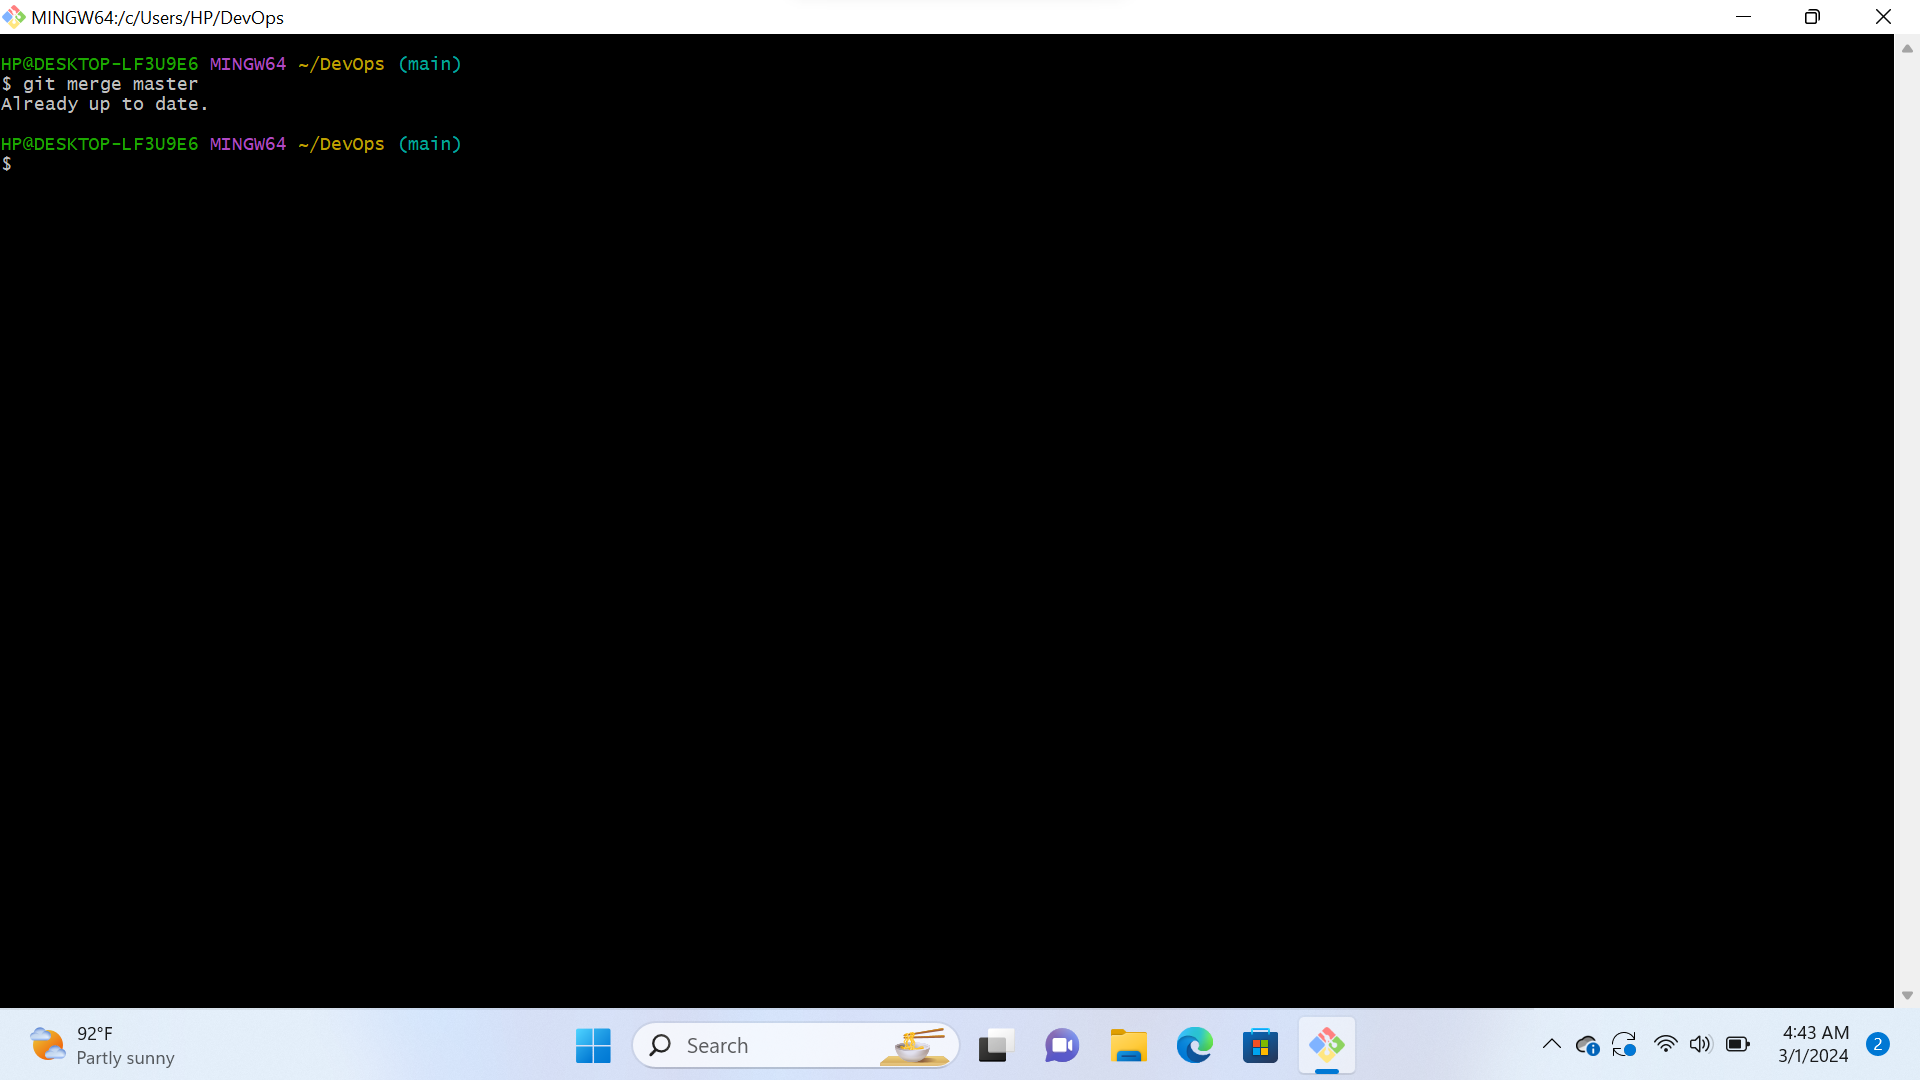 MINGW64:/c/Users/HP/DevOps
HP@DESKTOP-LF3U9E6 MINGW64 ~/DevOps (main)
$ git merge master
Already up to date.
HP@DESKTOP-LF3U9E6 MINGW64 ~/DevOps (main)
$
92°F
Partly sunny
Search
4:43 AM
3/1/2024
2